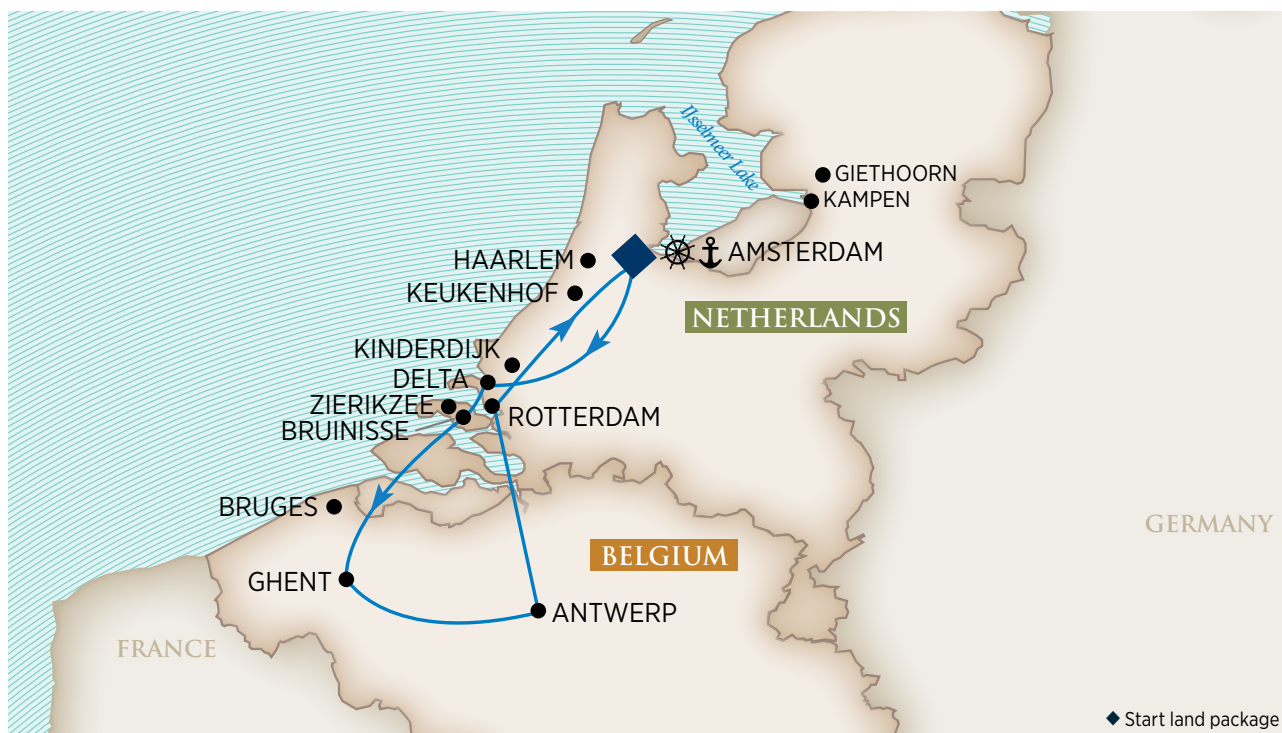 IJsselmeer Lake
GIETHOORN
KAMPEN
AMSTERDAM
HAARLEM
KEUKENHOF
NETHERLANDS
KINDERDIJK
DELTA
ZIERIKZEE
ROTTERDAM
BRUINISSE
BRUGES
GERMANY
BELGIUM
GHENT
ANTWERP
FRANCE
Start land package